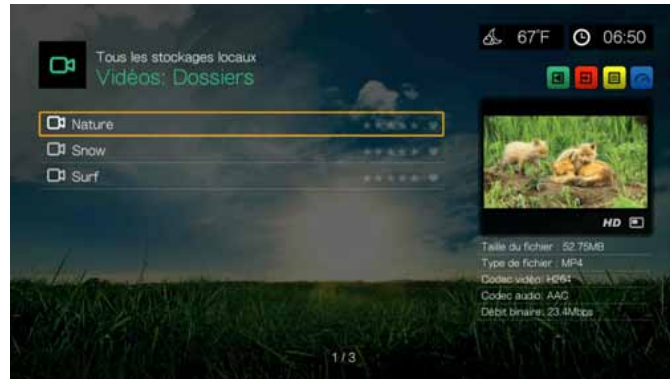 Tous les stockages locaux
Vidéos: Dossiers
67°F
06:50
Nature
Snow
Surf
HD
Taille du fichier : 52.75MB
Type de fichier : MP4
Codec vidéo: H264
Codec audio: AAC
Débit binaire: 23.4Mbps
1 / 3